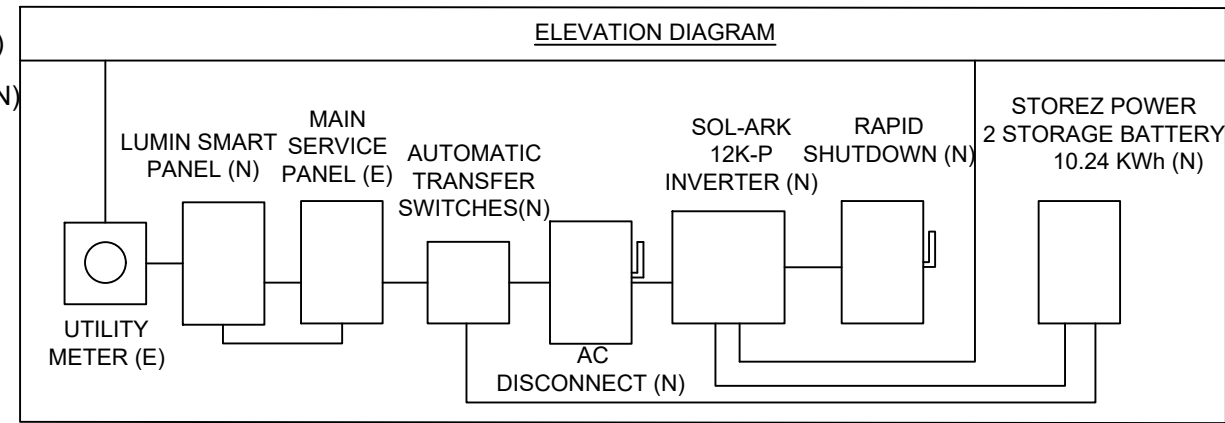 ELEVATION DIAGRAM
)
N)
LUMIN SMART
PANEL (N)
MAIN
SERVICE
PANEL (E)
AUTOMATIC
TRANSFER
SWITCHES(N)
SOL-ARK
12K-P
INVERTER (N)
RAPID
SHUTDOWN (N)
STOREZ POWER
2 STORAGE BATTERY
10.24 KWh (N)
UTILITY
METER (E)
AC
DISCONNECT (N)